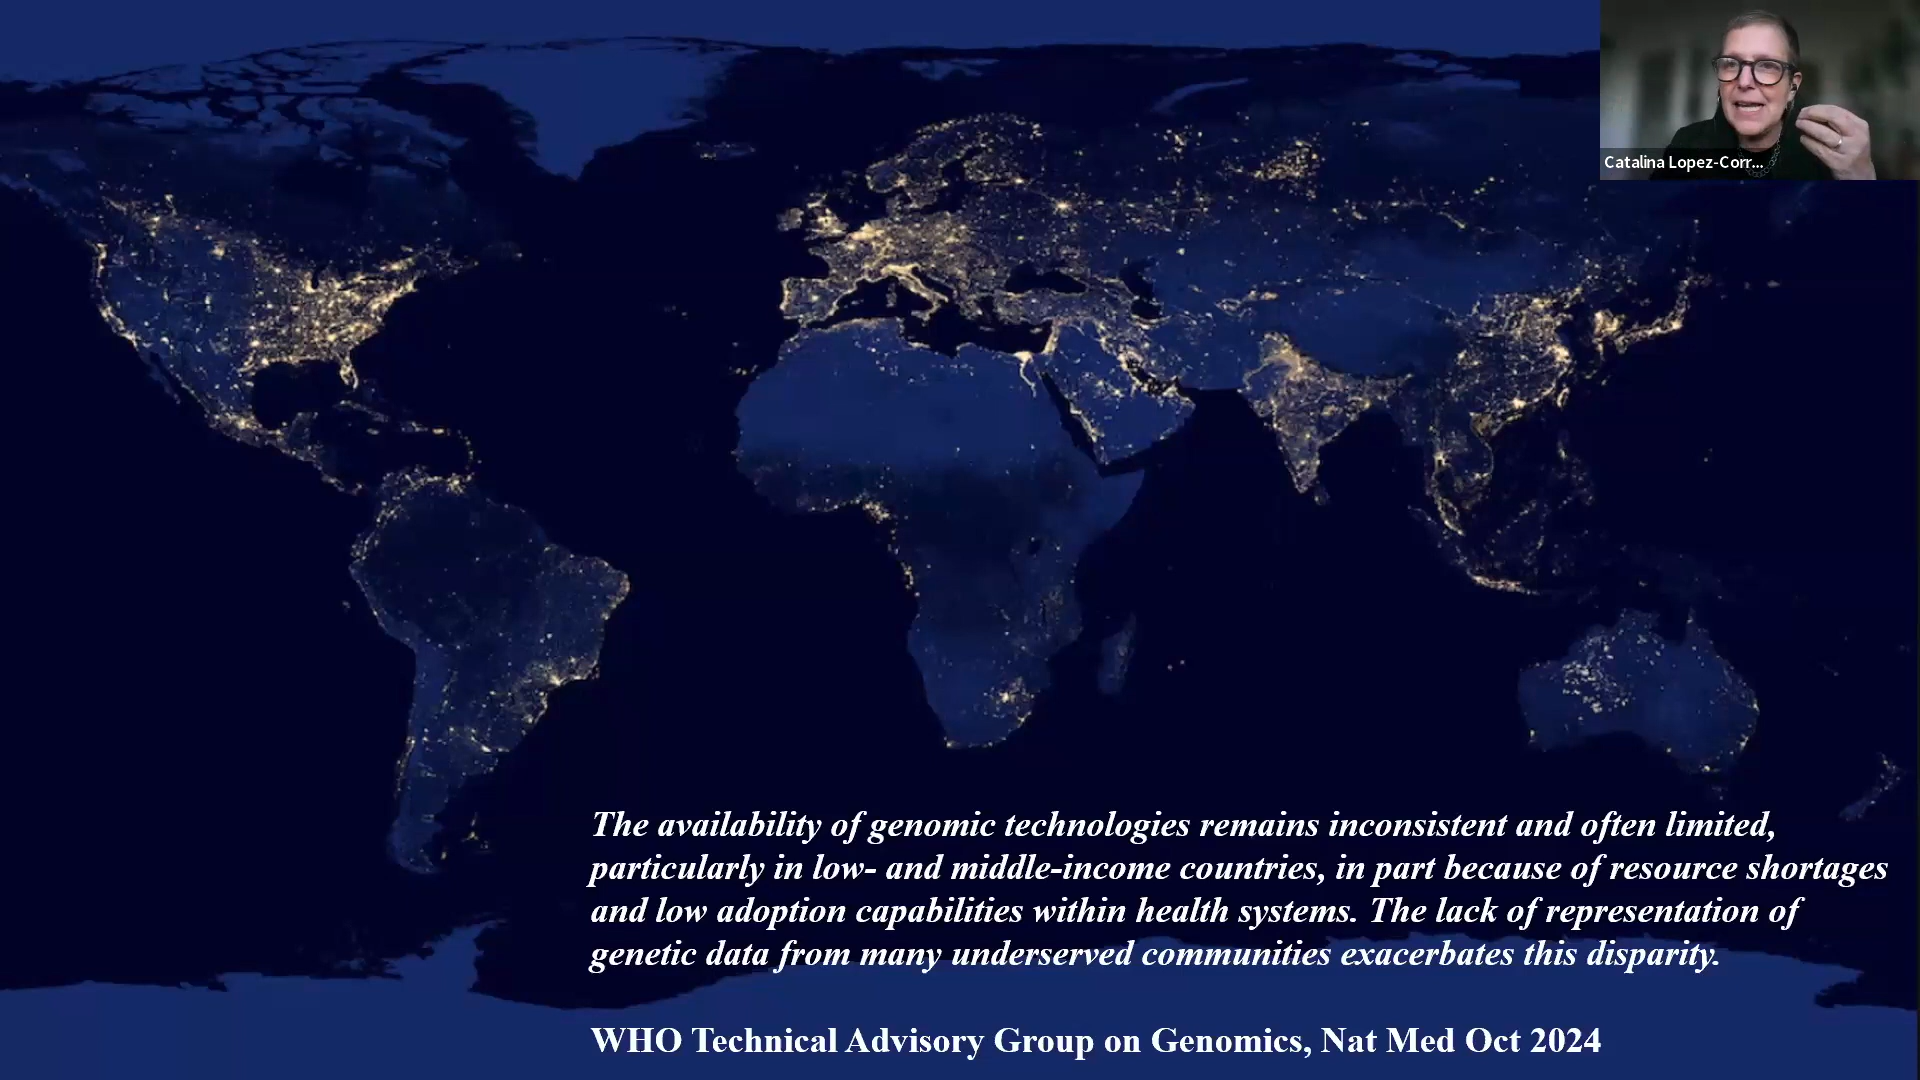 Catalina Lopez-Corr...
The availability of genomic technologies remains inconsistent and often limited,
particularly in low- and middle-income countries, in part because of resource shortages
and low adoption capabilities within health systems. The lack of representation of
genetic data from many underserved communities exacerbates this disparity.
WHO Technical Advisory Group on Genomics, Nat Med Oct 2024